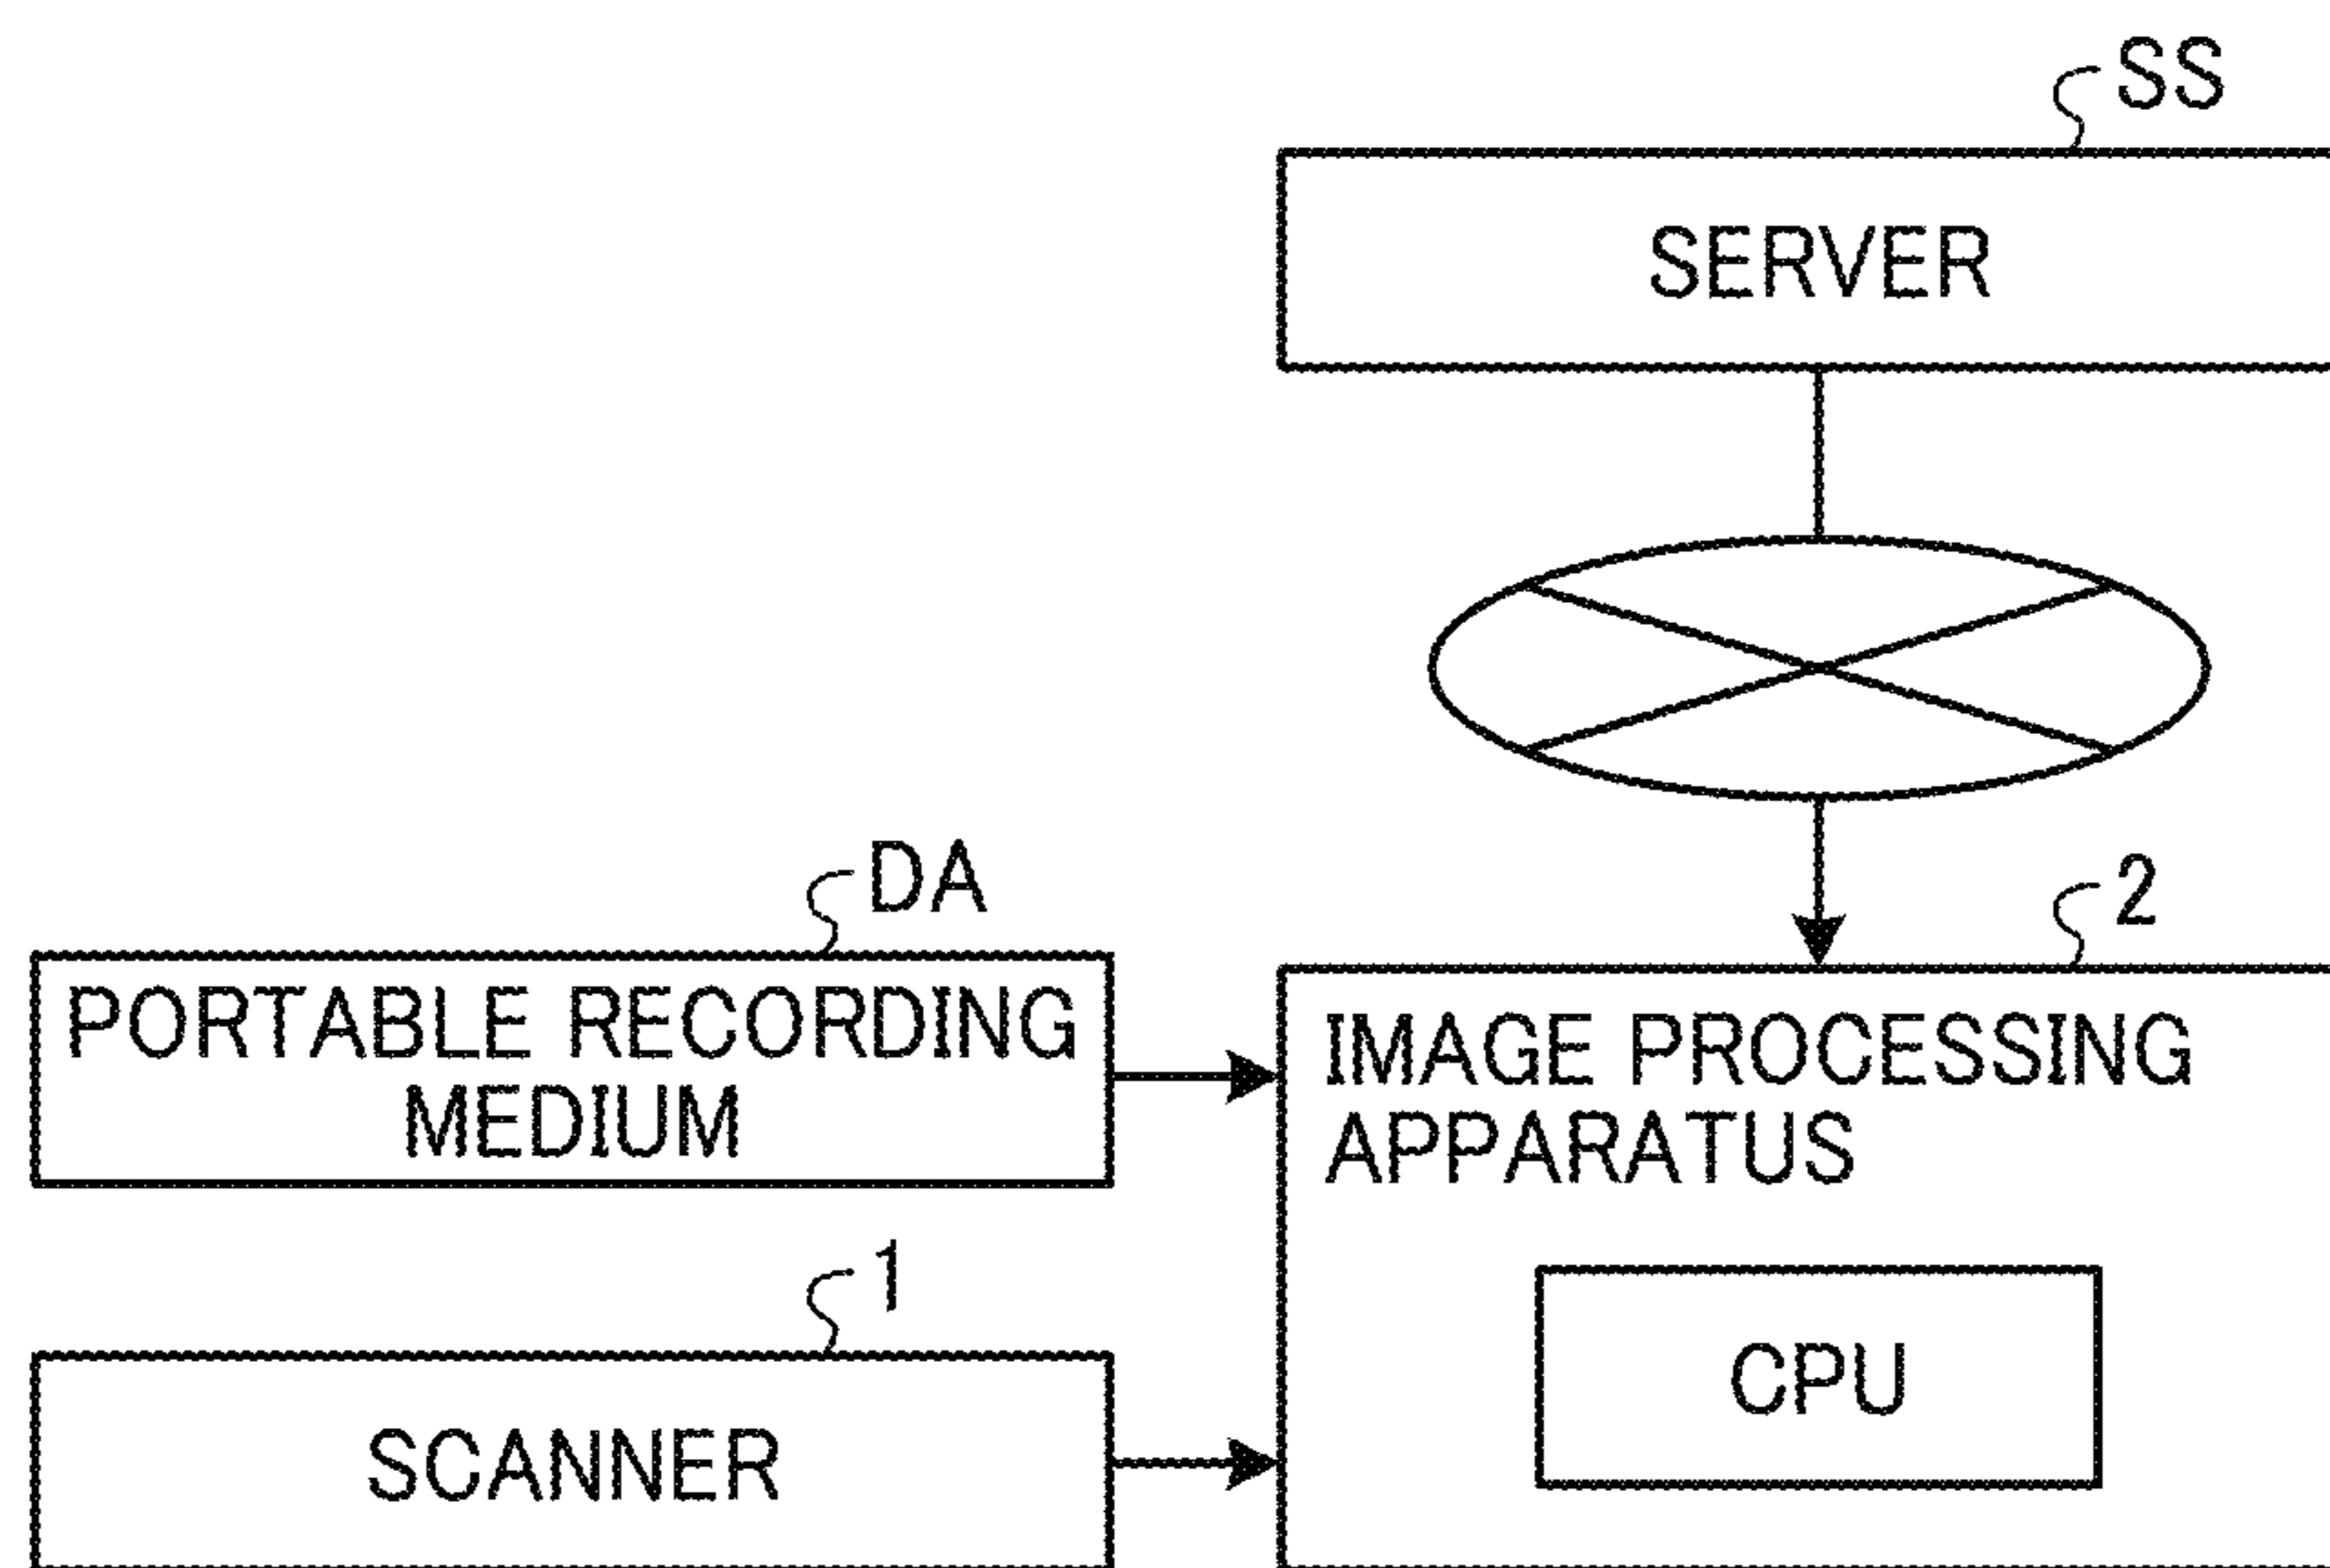 SS
SERVER
DA
2
PORTABLE RECORDING
MEDIUM
IMAGE PROCESSING
APPARATUS
1
CPU
SCANNER